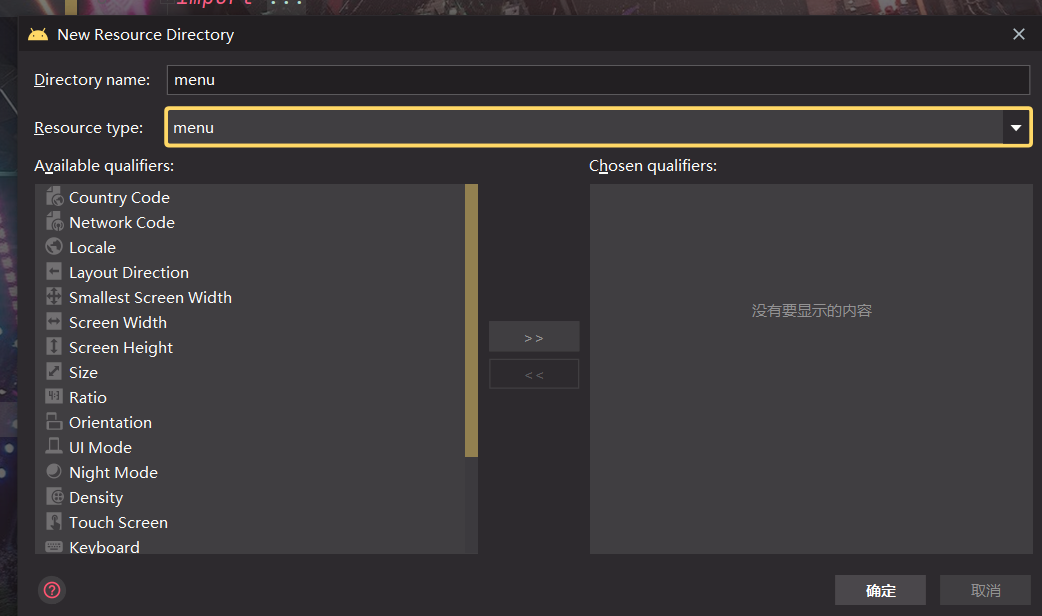 import ...
New Resource Directory
Directory name: menu
Resource type: menu
Available qualifiers:
Chosen qualifiers:
Country Code
Network Code
Locale
Layout Direction
Smallest Screen Width
Screen Width
Screen Height
Size
Ratio
Orientation
UI Mode
Night Mode
Density
Touch Screen
Keyboard
>>
<<
没有要显示的内容
?
确定
取消